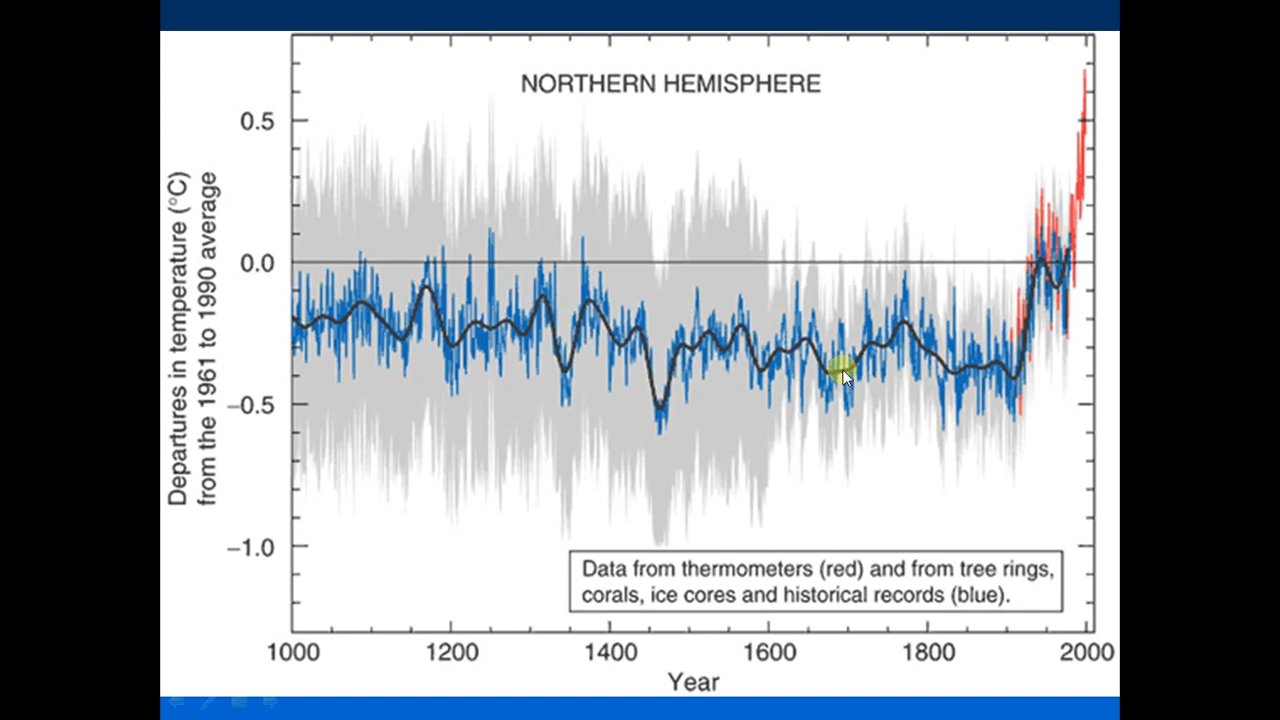 NORTHERN HEMISPHERE
Departures in temperature (°C)
from the 1961 to 1990 average
0.5
0.0
−0.5
−1.0
Data from thermometers (red) and from tree rings,
corals, ice cores and historical records (blue).
1000 1200 1400 1600 1800 2000
Year